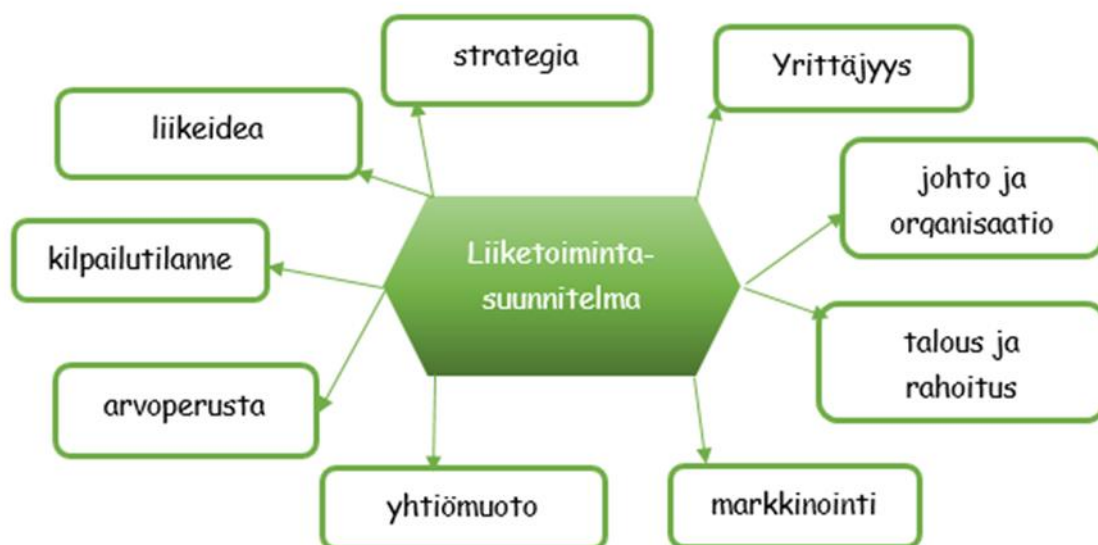 strategia
Yrittäjyys
liikeidea
johto ja
organisaatio
kilpailutilanne
Liiketoiminta-
suunnitelma
talous ja
rahoitus
arvoperusta
yhtiömuoto
markkinointi